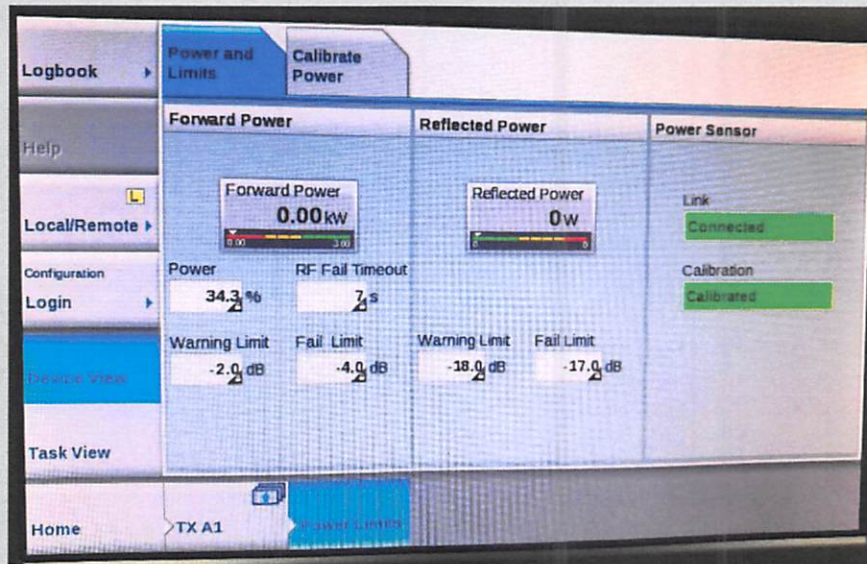 Logbook
Power and
Limits
Calibrate
Power
Forward Power
Reflected Power
Power Sensor
Help
Forward Power
0.00 kW
0.00
Reflected Power
0 W
0
Link
Connected
L
Local/Remote
Calibration
Calibrated
Configuration
Login
Power
34.3 %
RF Fail Timeout
7 s
Warning Limit
-2.0 dB
Fail Limit
-4.0 dB
Warning Limit
-18.0 dB
Fail Limit
-17.0 dB
Device View
Task View
Home
TX A1
Power Limits